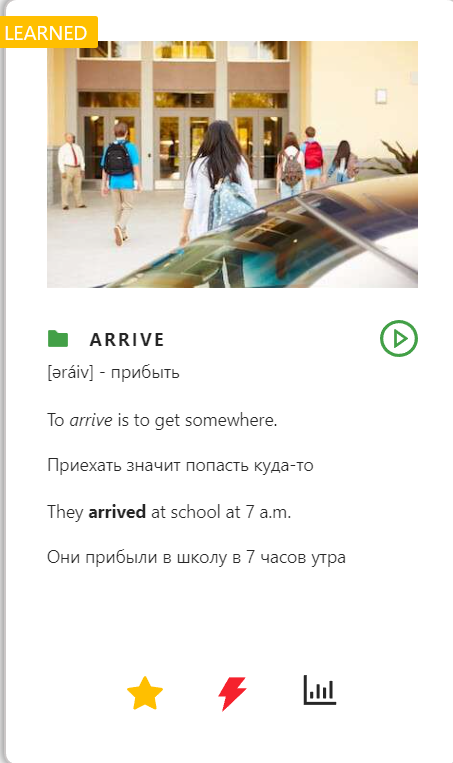 LEARNED
ARRIVE
[əráiv] - прибыть
To arrive is to get somewhere.
Приехать значит попасть куда-то
They arrived at school at 7 a.m.
Они прибыли в школу в 7 часов утра